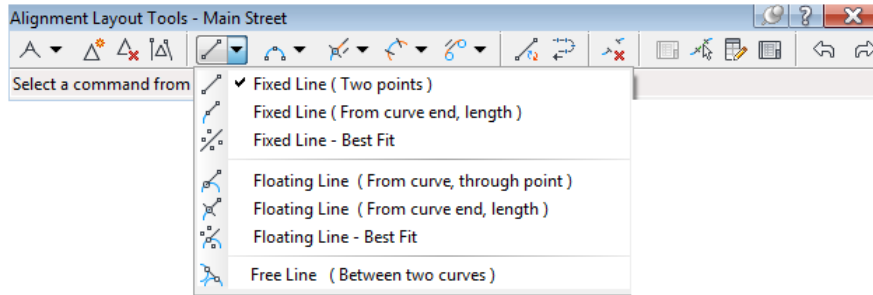 Alignment Layout Tools - Main Street
Select a command from
Fixed Line ( Two points )
Fixed Line ( From curve end, length )
Fixed Line - Best Fit
Floating Line ( From curve, through point )
Floating Line ( From curve end, length )
Floating Line - Best Fit
Free Line ( Between two curves )